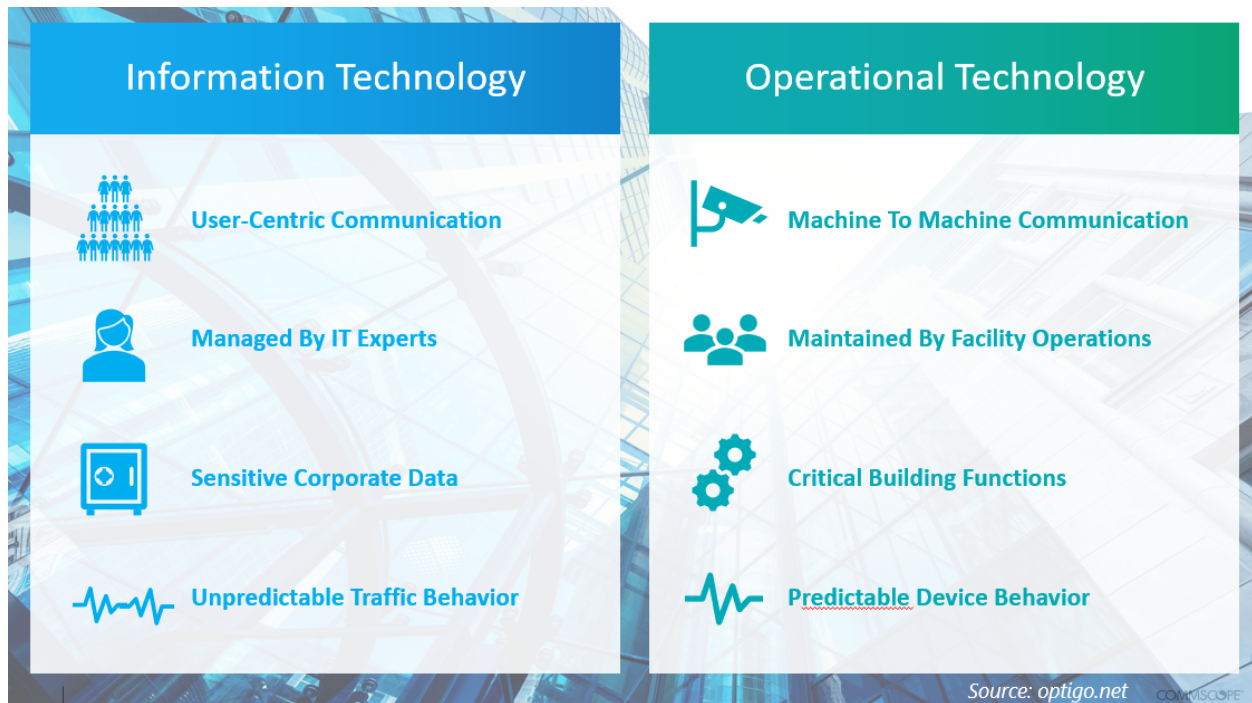 Information Technology
User-Centric Communication
Managed By IT Experts
Sensitive Corporate Data
Unpredictable Traffic Behavior
Operational Technology
Machine To Machine Communication
Maintained By Facility Operations
Critical Building Functions
Predictable Device Behavior
Source: optigo.net
COMMSCOPE